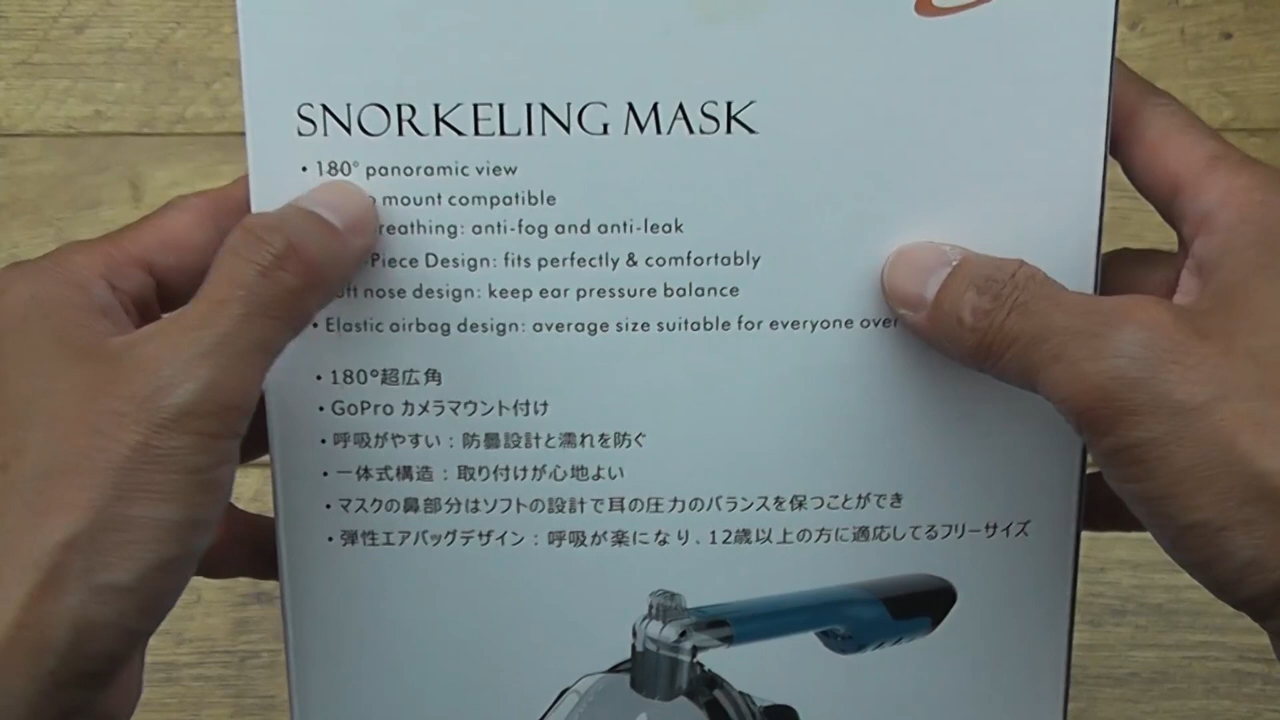 SNORKELING MASK
• 180° panoramic view
mount compatible
reathing: anti-fog and anti-leak
-Piece Design: fits perfectly & comfortably
nose design: keep ear pressure balance
• Elastic airbag design: average size suitable for everyone over
• 180°超広角
• GoPro カメラマウント付け
• 呼吸がやすい : 防曇設計と濡れを防ぐ
• 一体式構造 : 取り付けが心地よい
• マスクの鼻部分はソフトの設計で耳の圧力のバランスを保つことができ
• 弾性エアバッグデザイン : 呼吸が楽になり、12歳以上の方に適応してるフリーサイズ